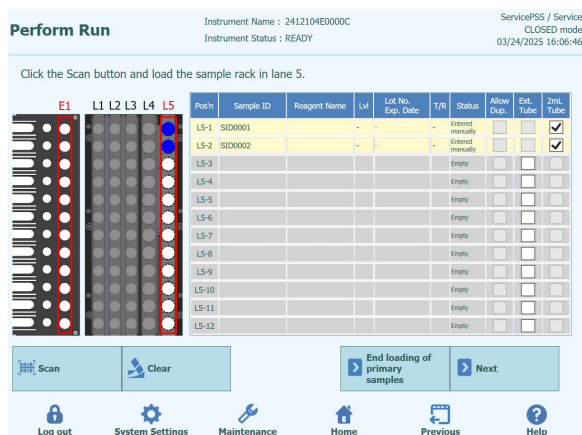 Perform Run
Instrument Name : 2412104E0000C
Instrument Status : READY
ServicePSS / Service
CLOSED mode
03/24/2025 16:06:46
Click the Scan button and load the sample rack in lane 5.
E1 L1 L2 L3 L4 L5
Pos'n Sample ID Reagent Name Lvl Lot No. Exp. Date T/R Status Allow Dup. Ext. Tube 2mL Tube
L5-1 SID0001 - - - Entered manually
L5-2 SID0002 - - - Entered manually
L5-3 Empty
L5-4 Empty
L5-5 Empty
L5-6 Empty
L5-7 Empty
L5-8 Empty
L5-9 Empty
L5-10 Empty
L5-11 Empty
L5-12 Empty
Scan
Clear
End loading of
primary
samples
Next
Log out
System Settings
Maintenance
Home
Previous
Help